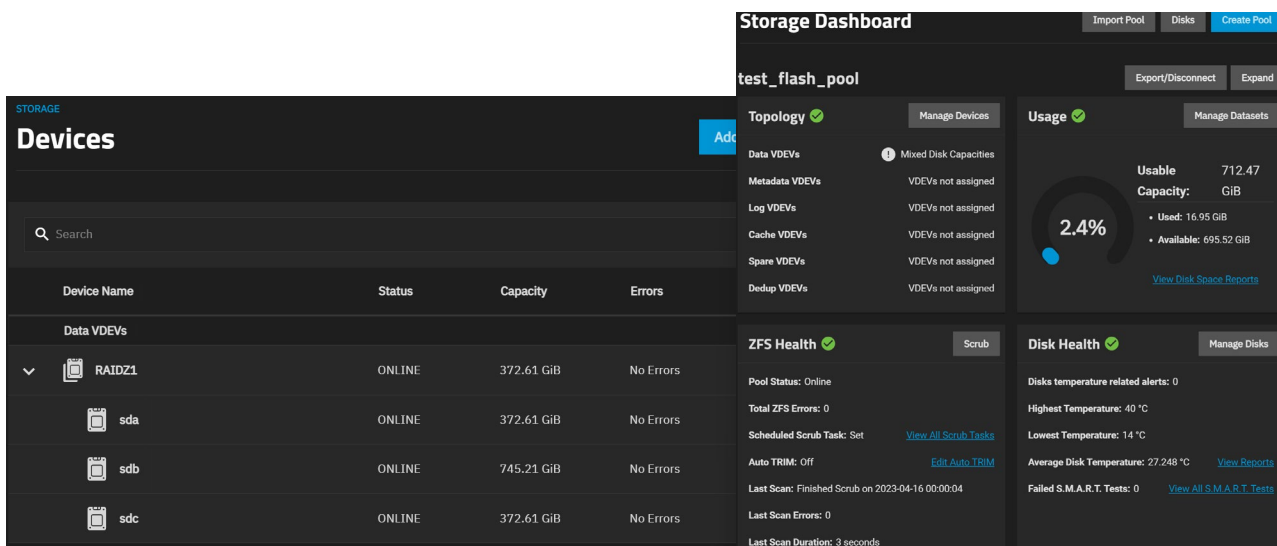 STORAGE
Devices
Add
Search
Device Name Status Capacity Errors
Data VDEVs
RAIDZ1 ONLINE 372.61 GiB No Errors
sda ONLINE 372.61 GiB No Errors
sdb ONLINE 745.21 GiB No Errors
sdc ONLINE 372.61 GiB No Errors
Storage Dashboard Import Pool Disks Create Pool
test_flash_pool Export/Disconnect Expand
Topology Manage Devices
Data VDEVs Mixed Disk Capacities
Metadata VDEVs VDEVs not assigned
Log VDEVs VDEVs not assigned
Cache VDEVs VDEVs not assigned
Spare VDEVs VDEVs not assigned
Dedup VDEVs VDEVs not assigned
Usage Manage Datasets
2.4%
Usable Capacity: 712.47 GiB
• Used: 16.95 GiB
• Available: 695.52 GiB
View Disk Space Reports
ZFS Health Scrub
Pool Status: Online
Total ZFS Errors: 0
Scheduled Scrub Task: Set View All Scrub Tasks
Auto TRIM: Off Edit Auto TRIM
Last Scan: Finished Scrub on 2023-04-16 00:00:04
Last Scan Errors: 0
Last Scan Duration: 3 seconds
Disk Health Manage Disks
Disks temperature related alerts: 0
Highest Temperature: 40 °C
Lowest Temperature: 14 °C
Average Disk Temperature: 27.248 °C View Reports
Failed S.M.A.R.T. Tests: 0 View All S.M.A.R.T. Tests